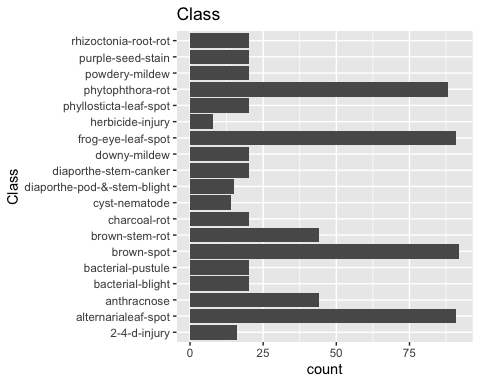 Class
rhizoctonia-root-rot
purple-seed-stain
powdery-mildew
phytophthora-rot
phyllosticta-leaf-spot
herbicide-injury
frog-eye-leaf-spot
downy-mildew
diaporthe-stem-canker
diaporthe-pod-&-stem-blight
cyst-nematode
charcoal-rot
brown-stem-rot
brown-spot
bacterial-pustule
bacterial-blight
anthracnose
alternarialeaf-spot
2-4-d-injury
Class
0 25 50 75
count